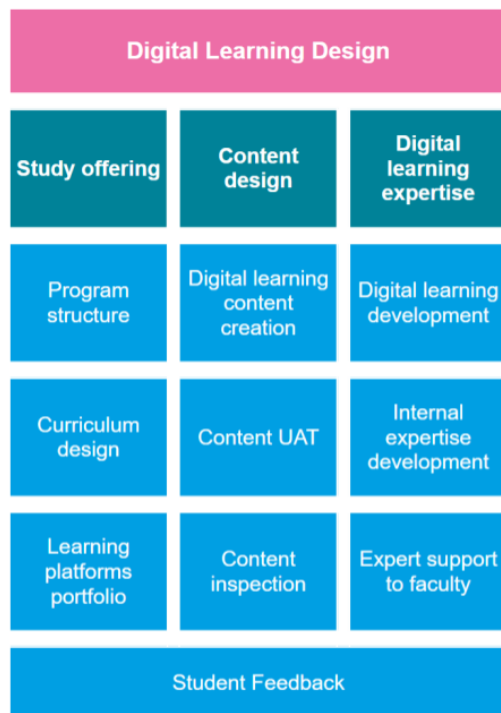 Digital Learning Design
Study offering
Content
design
Digital
learning
expertise
Program
structure
Digital learning
content
creation
Digital learning
development
Curriculum
design
Content UAT
Internal
expertise
development
Learning
platforms
portfolio
Content
inspection
Expert support
to faculty
Student Feedback